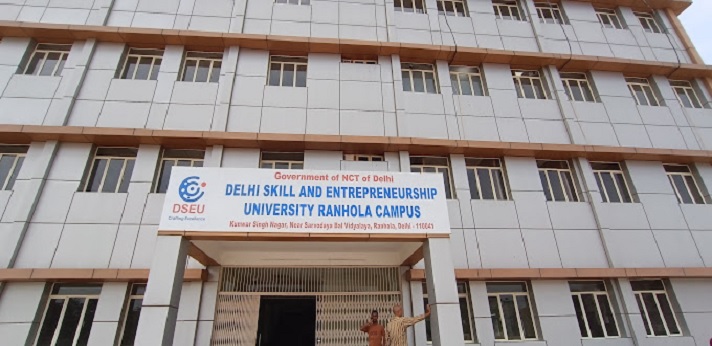 Government of NCT of Delhi
DELHI SKILL AND ENTREPRENEURSHIP
UNIVERSITY RANHOLA CAMPUS
Kunwar Singh Nagar, Near Sarvodaya Bal Vidyalaya, Ranhola, Delhi - 110041
DSEU